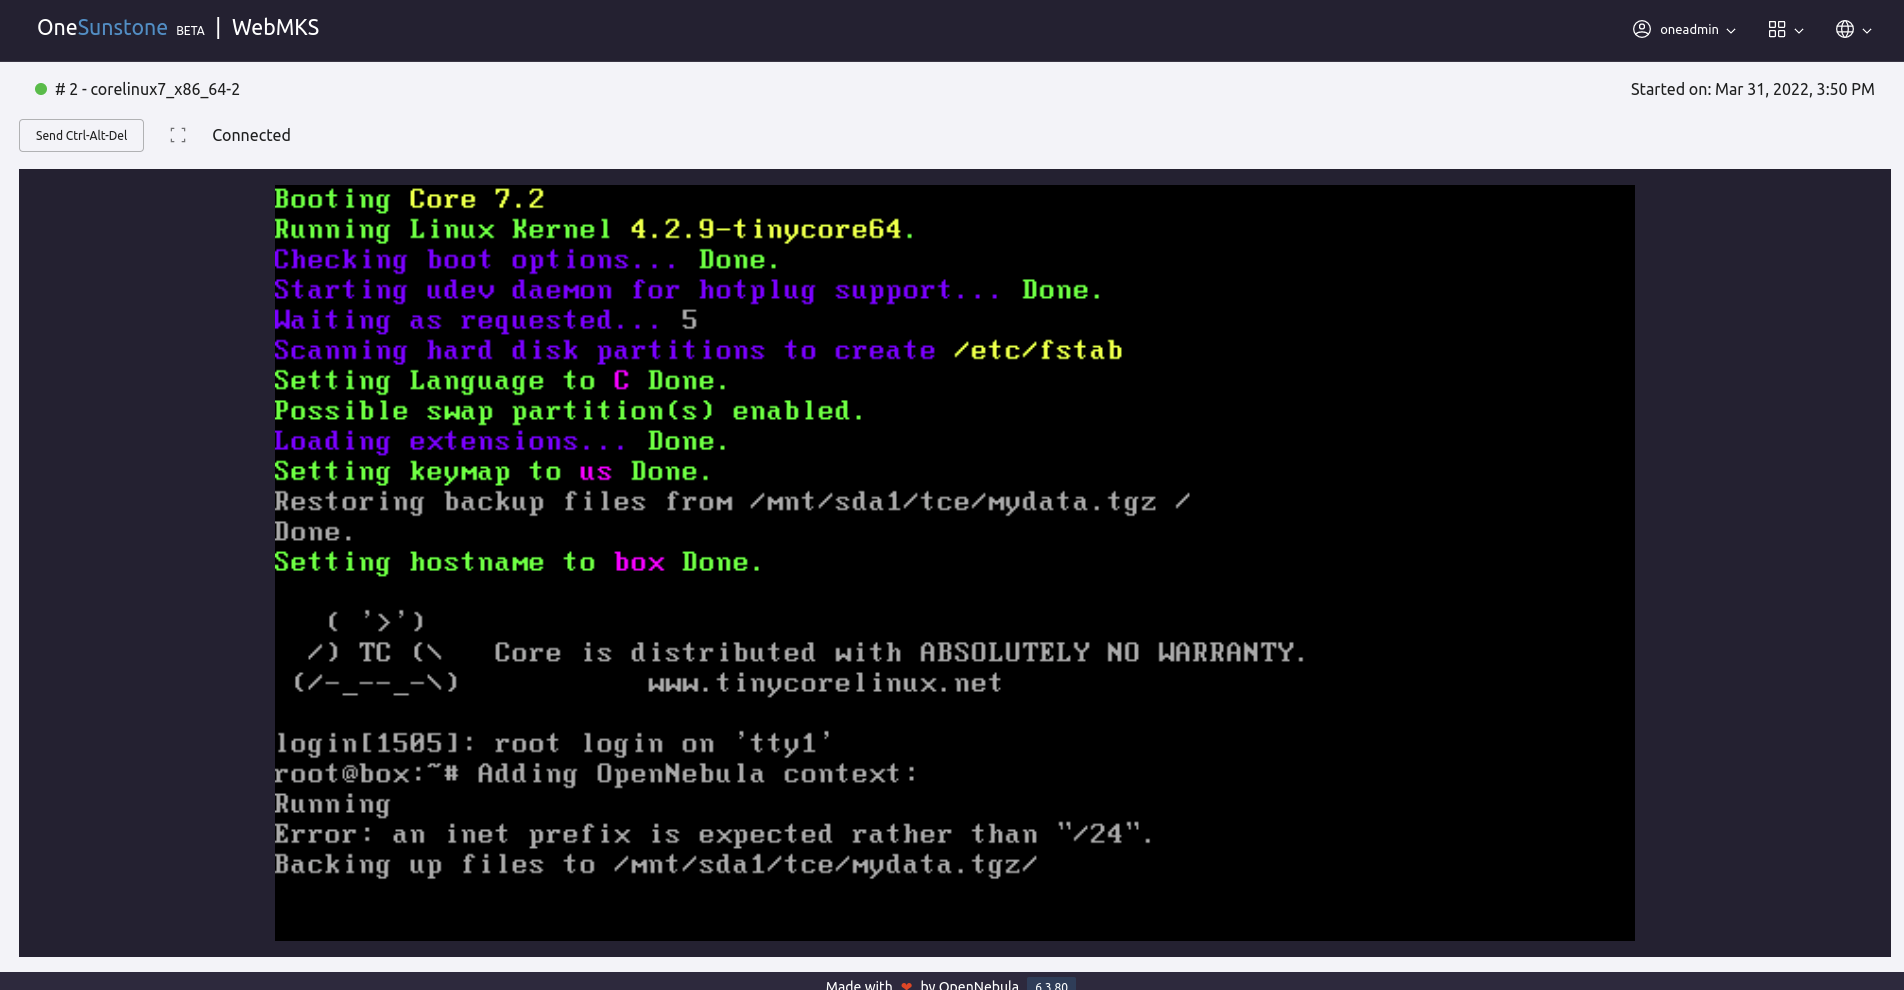 OneSunstone BETA | WebMKS
oneadmin
# 2 - corelinux7_x86_64-2
Started on: Mar 31, 2022, 3:50 PM
Send Ctrl-Alt-Del
Connected
Booting Core 7.2
Running Linux Kernel 4.2.9-tinycore64.
Checking boot options... Done.
Starting udev daemon for hotplug support... Done.
Waiting as requested... 5
Scanning hard disk partitions to create /etc/fstab
Setting Language to C Done.
Possible swap partition(s) enabled.
Loading extensions... Done.
Setting keymap to us Done.
Restoring backup files from /mnt/sda1/tce/mydata.tgz /
Done.
Setting hostname to box Done.
( '>')
/) TC (\   Core is distributed with ABSOLUTELY NO WARRANTY.
(/-_--_-\)           www.tinycorelinux.net
login[1505]: root login on 'tty1'
root@box:~# Adding OpenNebula context:
Running
Error: an inet prefix is expected rather than "/24".
Backing up files to /mnt/sda1/tce/mydata.tgz/
Made with ❤ by OpenNebula 6.3.80